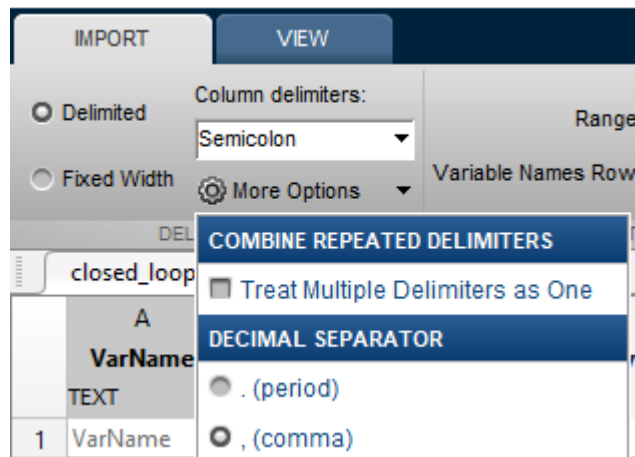 IMPORT VIEW
Delimited Column delimiters: Range
Semicolon
Fixed Width More Options Variable Names Row
COMBINE REPEATED DELIMITERS
closed_loop Treat Multiple Delimiters as One
A DECIMAL SEPARATOR
VarName
TEXT . (period)
1 VarName , (comma)